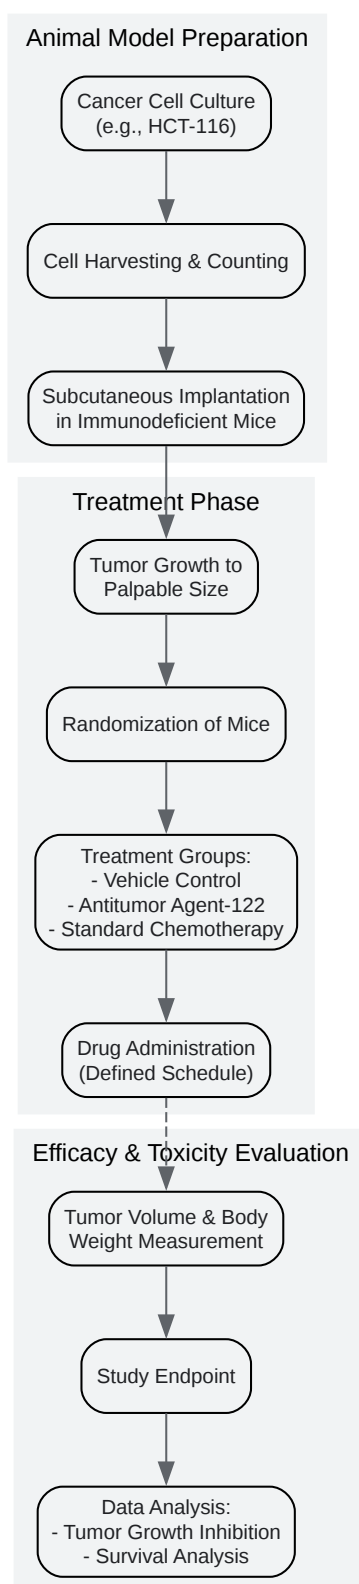 Animal Model Preparation
Cancer Cell Culture
(e.g., HCT-116)
Cell Harvesting & Counting
Subcutaneous Implantation
in Immunodeficient Mice
Treatment Phase
Tumor Growth to
Palpable Size
Randomization of Mice
Treatment Groups:
- Vehicle Control
- Antitumor Agent-122
- Standard Chemotherapy
Drug Administration
(Defined Schedule)
Efficacy & Toxicity Evaluation
Tumor Volume & Body
Weight Measurement
Study Endpoint
Data Analysis:
- Tumor Growth Inhibition
- Survival Analysis